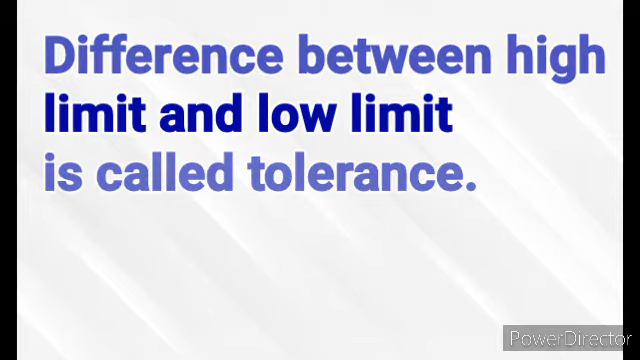 Difference between high
limit and low limit
is called tolerance.
PowerDirector